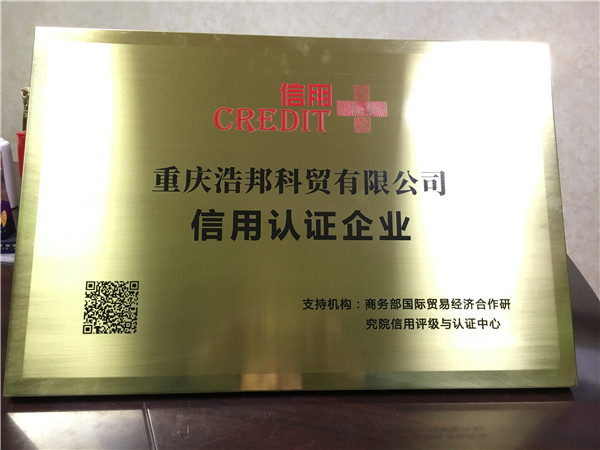 信用
CREDIT
重庆浩邦科贸有限公司
信用认证企业
支持机构：商务部国际贸易经济合作研
究院信用评级与认证中心